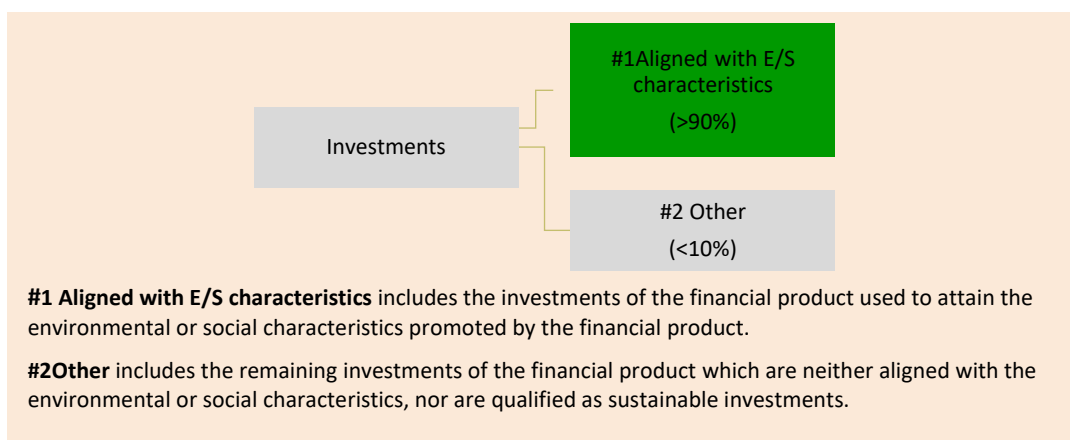 #1Aligned with E/S
characteristics
(>90%)
Investments
#2 Other
(<10%)
#1 Aligned with E/S characteristics includes the investments of the financial product used to attain the
environmental or social characteristics promoted by the financial product.
#2Other includes the remaining investments of the financial product which are neither aligned with the
environmental or social characteristics, nor are qualified as sustainable investments.